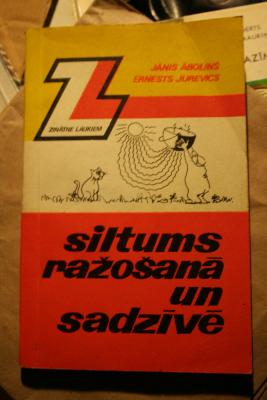 JĀNIS ĀBOLIŅŠ
ERNESTS JUREVICS
ZINĀTNE LAUKIEM
siltums
ražošanā
un
sadzīvē